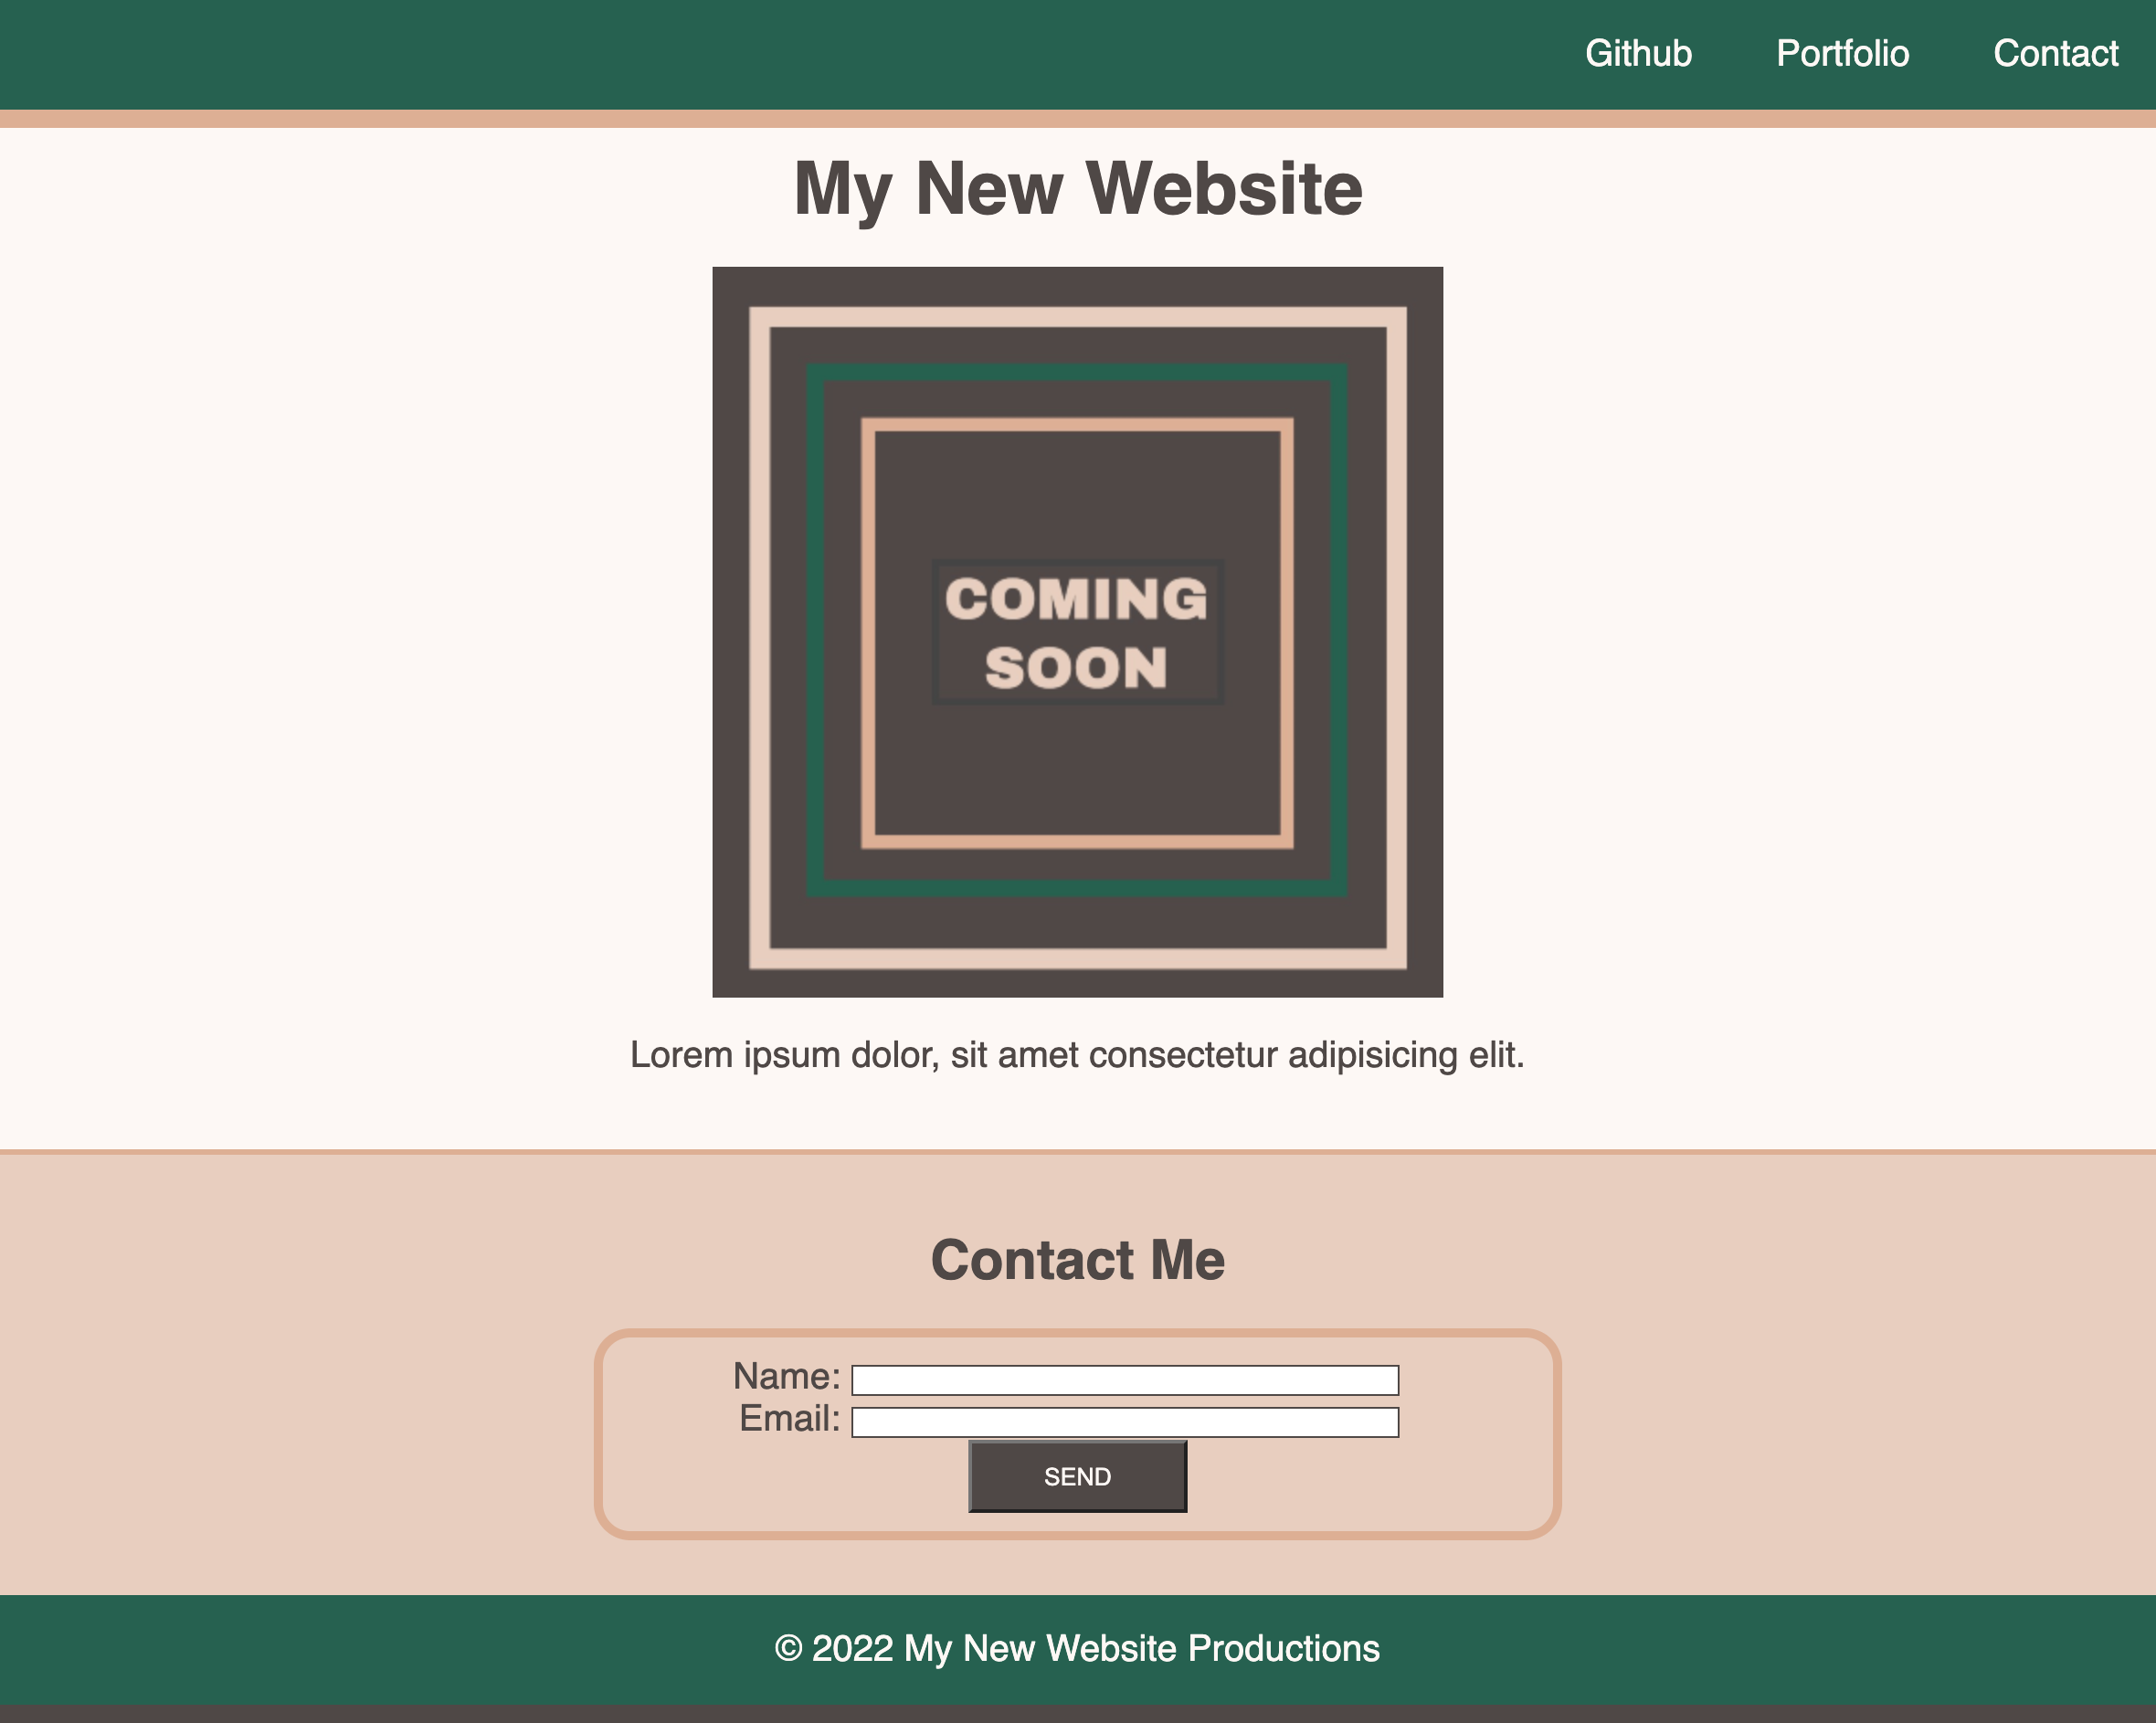 Github Portfolio Contact
My New Website
COMING
SOON
Lorem ipsum dolor, sit amet consectetur adipisicing elit.
Contact Me
Name:
Email:
SEND
© 2022 My New Website Productions